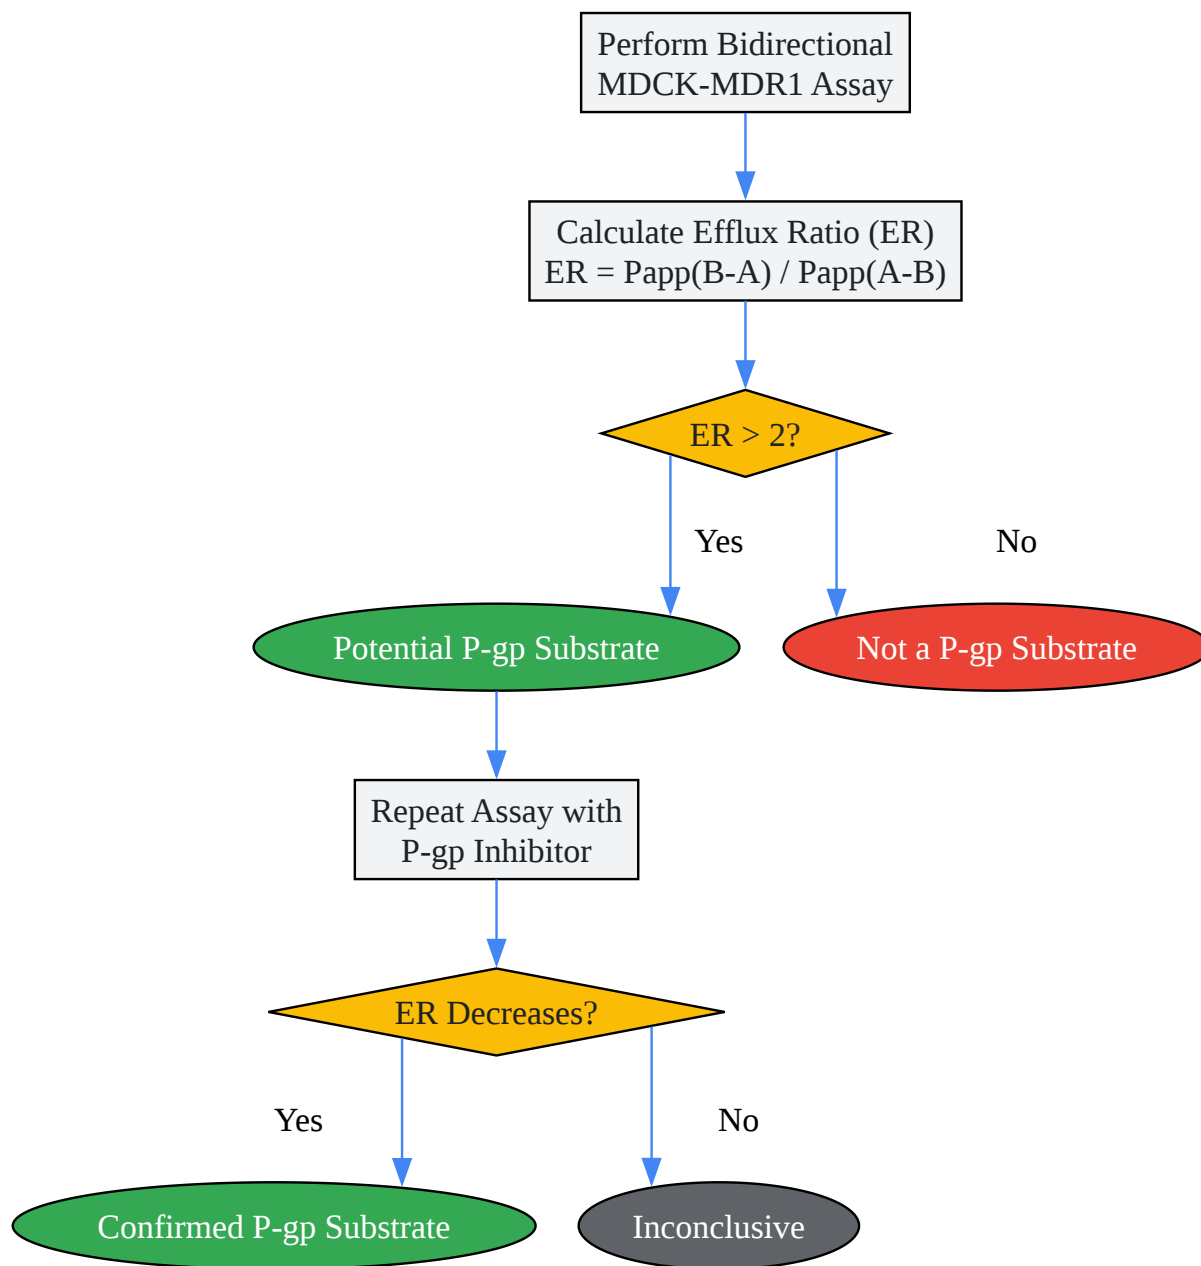 Perform Bidirectional
MDCK-MDR1 Assay
Calculate Efflux Ratio (ER)
ER = Papp(B-A) / Papp(A-B)
ER > 2?
Yes
No
Potential P-gp Substrate
Not a P-gp Substrate
Repeat Assay with
P-gp Inhibitor
ER Decreases?
Yes
No
Confirmed P-gp Substrate
Inconclusive